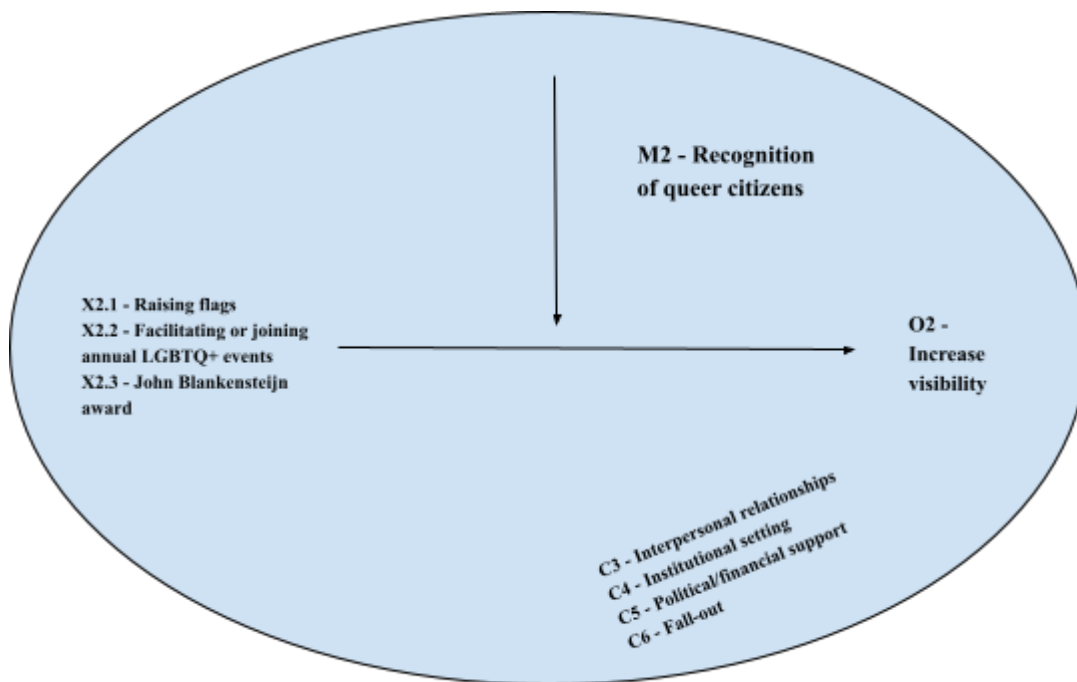 M2 - Recognition
of queer citizens
X2.1 - Raising flags
X2.2 - Facilitating or joining
annual LGBTQ+ events
X2.3 - John Blankensteijn
award
O2 -
Increase
visibility
C3 - Interpersonal relationships
C4 - Institutional setting
C5 - Political/financial support
C6 - Fall-out